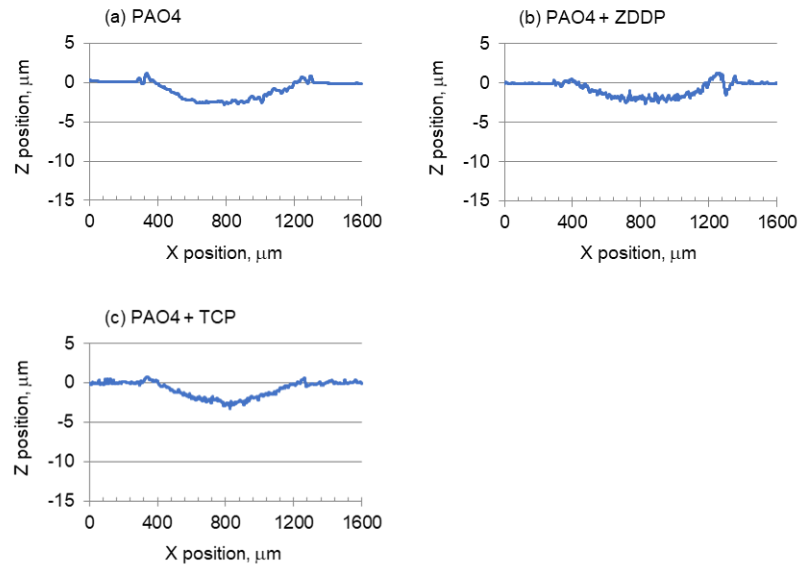 (a) PAO4
5
0
-5
-10
-15
Z position, μm
0 400 800 1200 1600
X position, μm
(b) PAO4 + ZDDP
5
0
-5
-10
-15
Z position, μm
0 400 800 1200 1600
X position, μm
(c) PAO4 + TCP
5
0
-5
-10
-15
Z position, μm
0 400 800 1200 1600
X position, μm